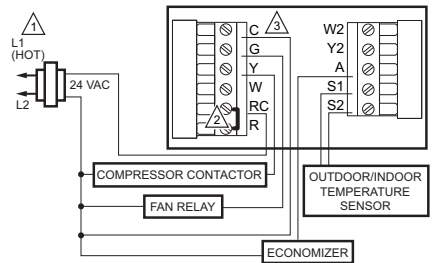 1
L1
(HOT)
L2
24 VAC
C
G
Y
W
RC
R
3
2
W2
Y2
A
S1
S2
COMPRESSOR CONTACTOR
FAN RELAY
ECONOMIZER
OUTDOOR/INDOOR
TEMPERATURE
SENSOR